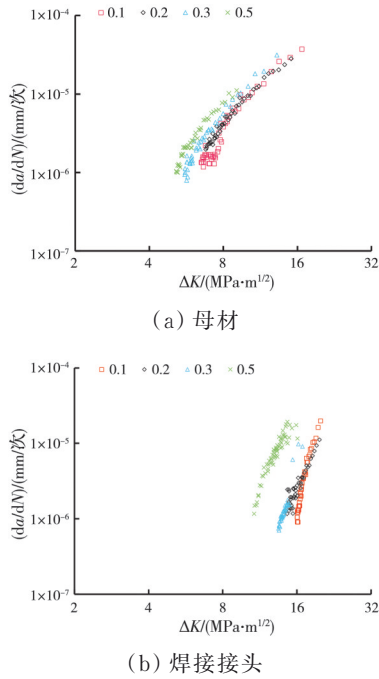 0.1 0.2 0.3 0.5
1×10⁻⁴
1×10⁻⁵
1×10⁻⁶
1×10⁻⁷
(da/dN)/(mm/次)
2 4 8 16 32
ΔK/(MPa·m^{1/2})
(a) 母材
0.1 0.2 0.3 0.5
1×10⁻⁴
1×10⁻⁵
1×10⁻⁶
1×10⁻⁷
(da/dN)/(mm/次)
2 4 8 16 32
ΔK/(MPa·m^{1/2})
(b) 焊接接头